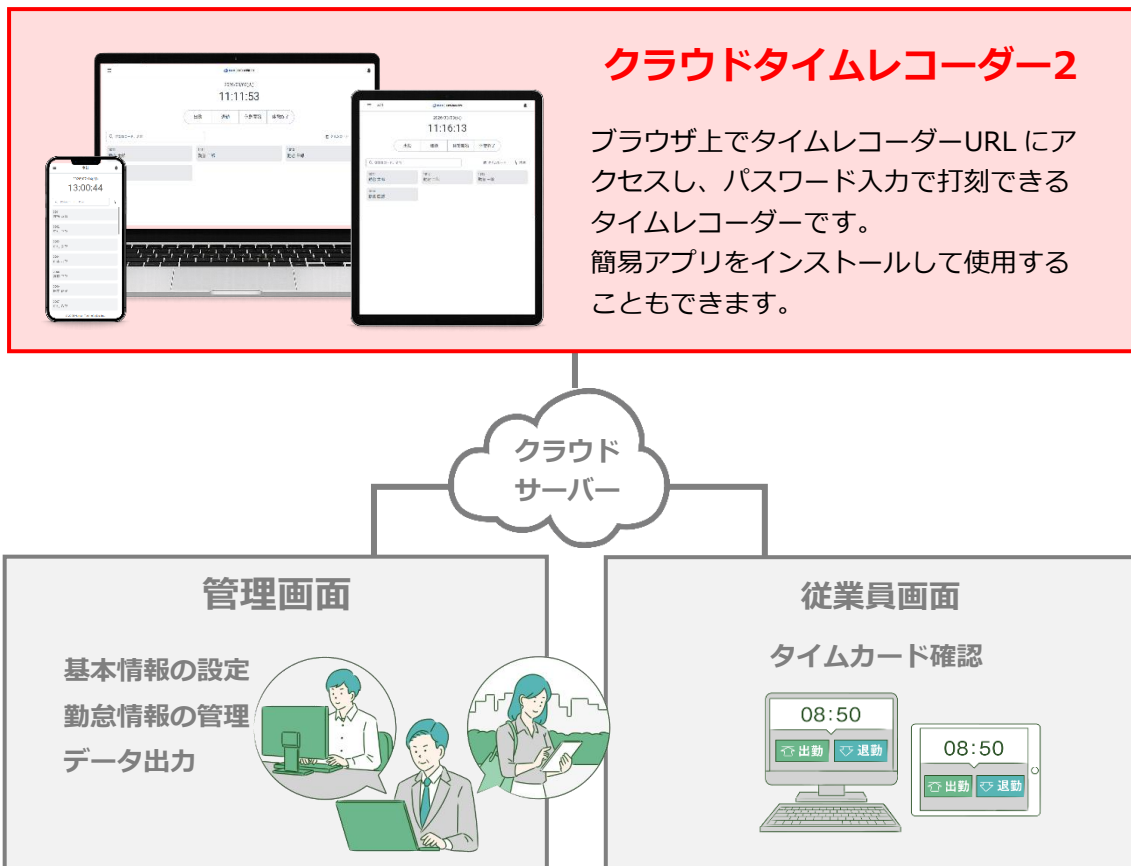 クラウドタイムレコーダー2
ブラウザ上でタイムレコーダーURL にア
クセスし、パスワード入力で打刻できる
タイムレコーダーです。
簡易アプリをインストールして使用する
こともできます。
11:11:53
11:16:13
13:00:44
クラウド
サーバー
管理画面
基本情報の設定
勤怠情報の管理
データ出力
従業員画面
タイムカード確認
08:50
出勤 退勤
08:50
出勤 退勤